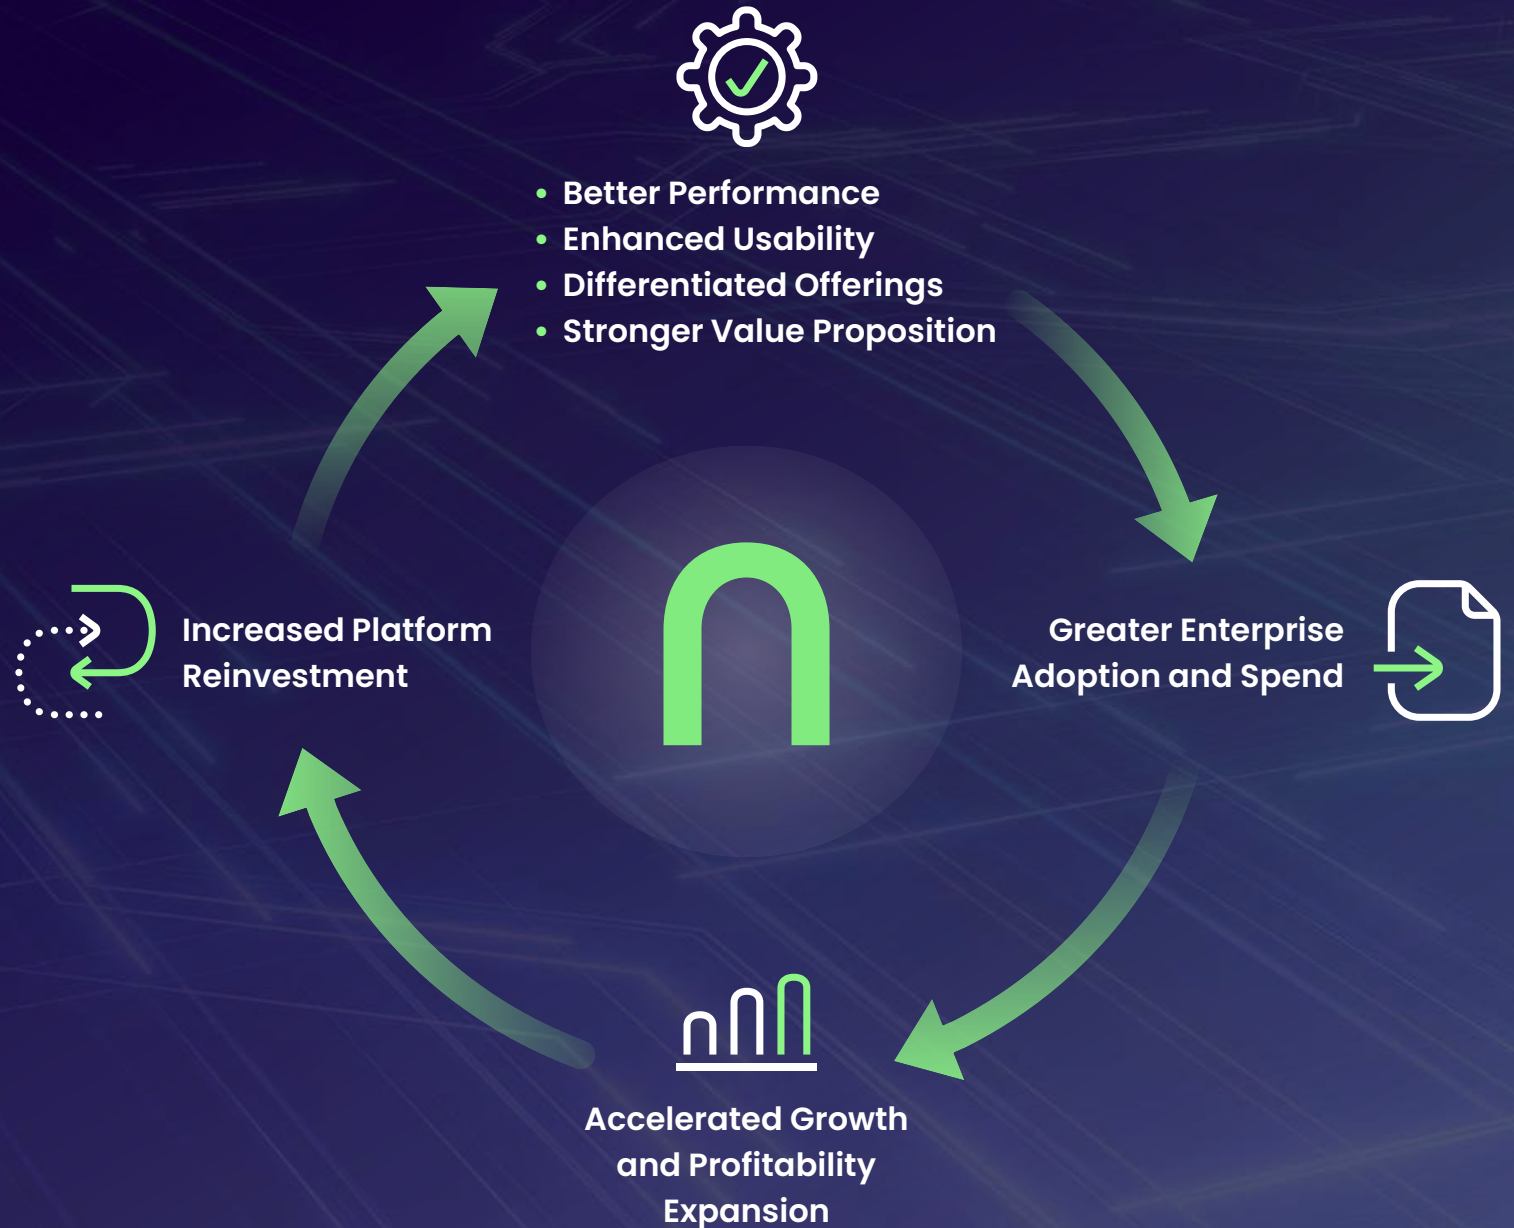 • Better Performance
• Enhanced Usability
• Differentiated Offerings
• Stronger Value Proposition
Increased Platform
Reinvestment
Greater Enterprise
Adoption and Spend
Accelerated Growth
and Profitability
Expansion